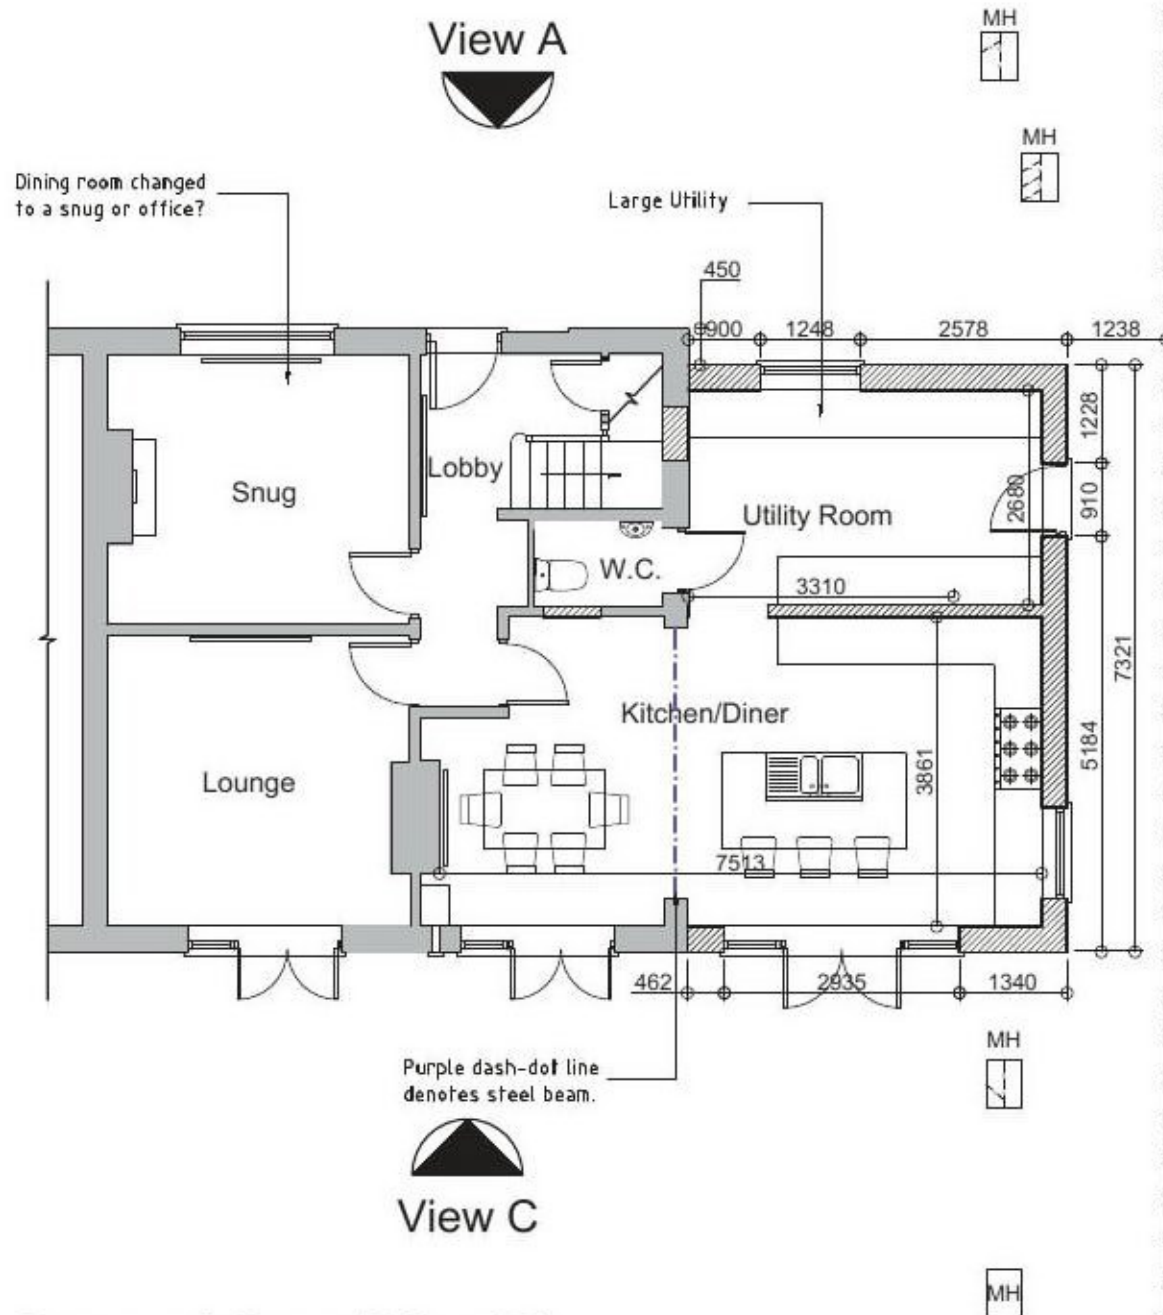 View A
MH
MH
Dining room changed
to a snug or office?
Large Utility
450
900 1248 2578 1238
1228
Lobby
Snug
2680
910
Utility Room
W.C.
3310
7321
Kitchen/Diner
5184
3861
Lounge
7513
462 2935 1340
MH
Purple dash-dot line
denotes steel beam.
View C
MH